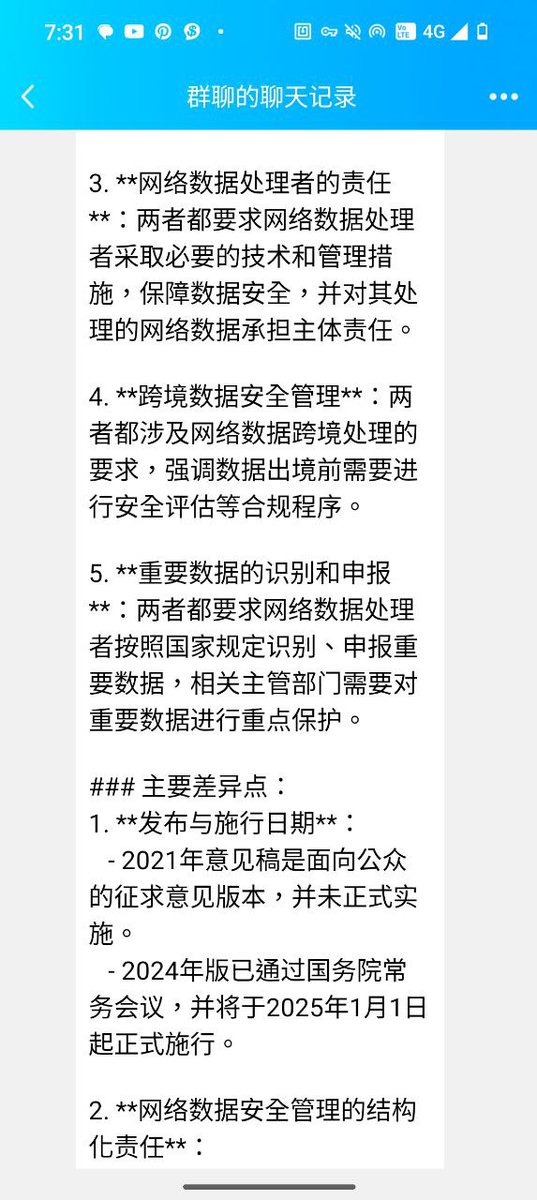 7:31
Vo
LTE
4G
群聊的聊天记录
3. **网络数据处理者的责任
**：两者都要求网络数据处理
者采取必要的技术和管理措
施，保障数据安全，并对其处
理的网络数据承担主体责任。
4. **跨境数据安全管理**：两
者都涉及网络数据跨境处理的
要求，强调数据出境前需要进
行安全评估等合规程序。
5. **重要数据的识别和申报
**：两者都要求网络数据处理
者按照国家规定识别、申报重
要数据，相关主管部门需要对
重要数据进行重点保护。
### 主要差异点：
1. **发布与施行日期**：
- 2021年意见稿是面向公众
的征求意见版本，并未正式实
施。
- 2024年版已通过国务院常
务会议，并将于2025年1月1日
起正式施行。
2. **网络数据安全管理的结构
化责任**：